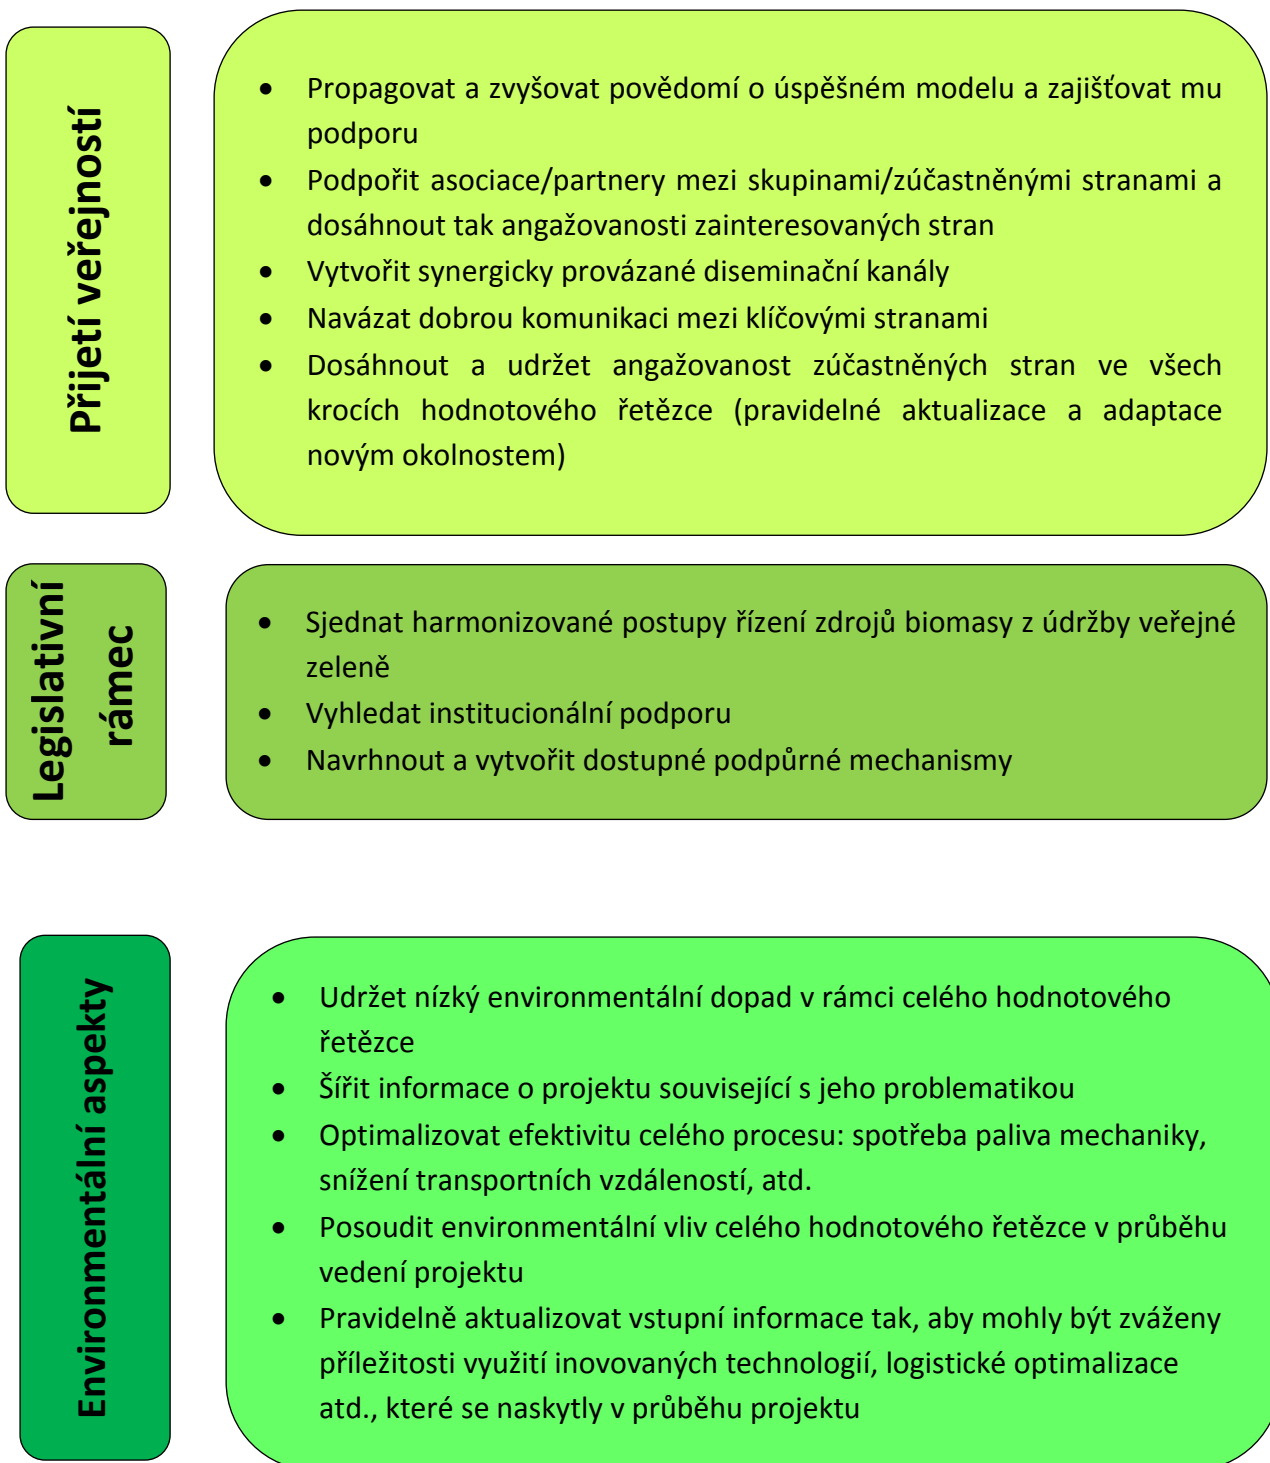 Přijetí veřejností
• Propagovat a zvyšovat povědomí o úspěšném modelu a zajišťovat mu
podporu
• Podpořit asociace/partnery mezi skupinami/zúčastněnými stranami a
dosáhnout tak angažovanosti zainteresovaných stran
• Vytvořit synergicky provázané diseminační kanály
• Navázat dobrou komunikaci mezi klíčovými stranami
• Dosáhnout a udržet angažovanost zúčastněných stran ve všech
krocích hodnotového řetězce (pravidelné aktualizace a adaptace
novým okolnostem)
Legislativní
rámec
• Sjednat harmonizované postupy řízení zdrojů biomasy z údržby veřejné
zeleně
• Vyhledat institucionální podporu
• Navrhnout a vytvořit dostupné podpůrné mechanismy
Environmentální aspekty
• Udržet nízký environmentální dopad v rámci celého hodnotového
řetězce
• Šířit informace o projektu související s jeho problematikou
• Optimalizovat efektivitu celého procesu: spotřeba paliva mechaniky,
snížení transportních vzdáleností, atd.
• Posoudit environmentální vliv celého hodnotového řetězce v průběhu
vedení projektu
• Pravidelně aktualizovat vstupní informace tak, aby mohly být zváženy
příležitosti využití inovovaných technologií, logistické optimalizace
atd., které se naskytly v průběhu projektu